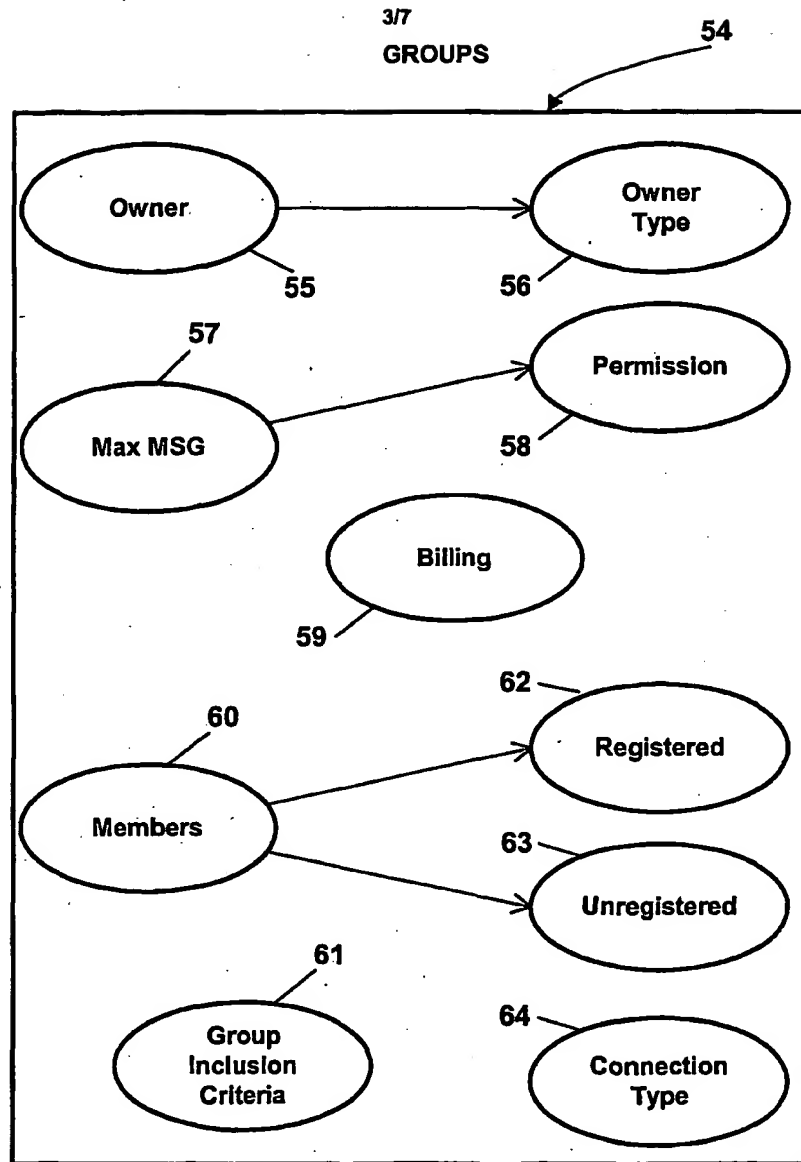 3/7
GROUPS
54
Owner
Owner
Type
55
56
57
Permission
Max MSG
58
Billing
59
62
60
Registered
Members
63
Unregistered
61
64
Group
Inclusion
Criteria
Connection
Type